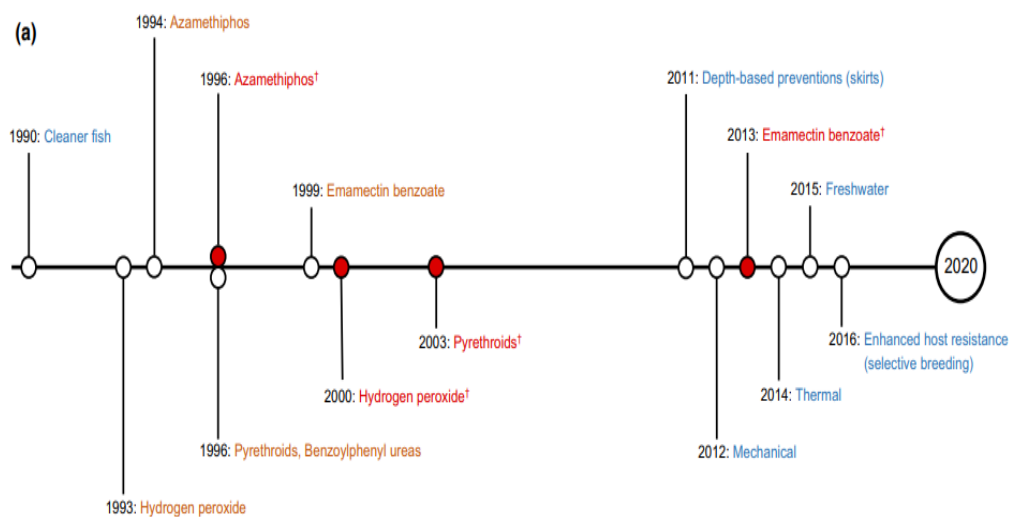 (a)
1994: Azamethiphos
1996: Azamethiphos†
2011: Depth-based preventions (skirts)
1990: Cleaner fish
2013: Emamectin benzoate†
1999: Emamectin benzoate
2015: Freshwater
2020
2003: Pyrethroids†
2016: Enhanced host resistance
(selective breeding)
2000: Hydrogen peroxide†
2014: Thermal
1996: Pyrethroids, Benzoylphenyl ureas
2012: Mechanical
1993: Hydrogen peroxide